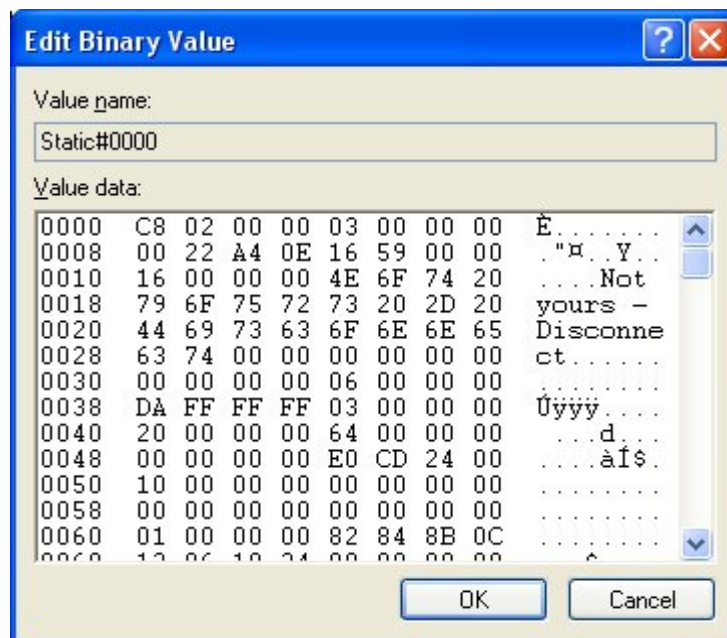 Edit Binary Value
Value name:
Static#0000
Value data:
0000 C8 02 00 00 03 00 00 00 È.......
0008 00 22 A4 0E 16 59 00 00 ."¤..Y..
0010 16 00 00 00 4E 6F 74 20 ....Not
0018 79 6F 75 72 73 20 2D 20 yours -
0020 44 69 73 63 6F 6E 6E 65 Disconne
0028 63 74 00 00 00 00 00 00 ct......
0030 00 00 00 00 06 00 00 00 ........
0038 DA FF FF FF 03 00 00 00 Úÿÿÿ....
0040 20 00 00 00 64 00 00 00 ...d...
0048 00 00 00 00 E0 CD 24 00 ....àÍ$.
0050 10 00 00 00 00 00 00 00 ........
0058 00 00 00 00 00 00 00 00 ........
0060 01 00 00 00 82 84 8B 0C ........
OK Cancel